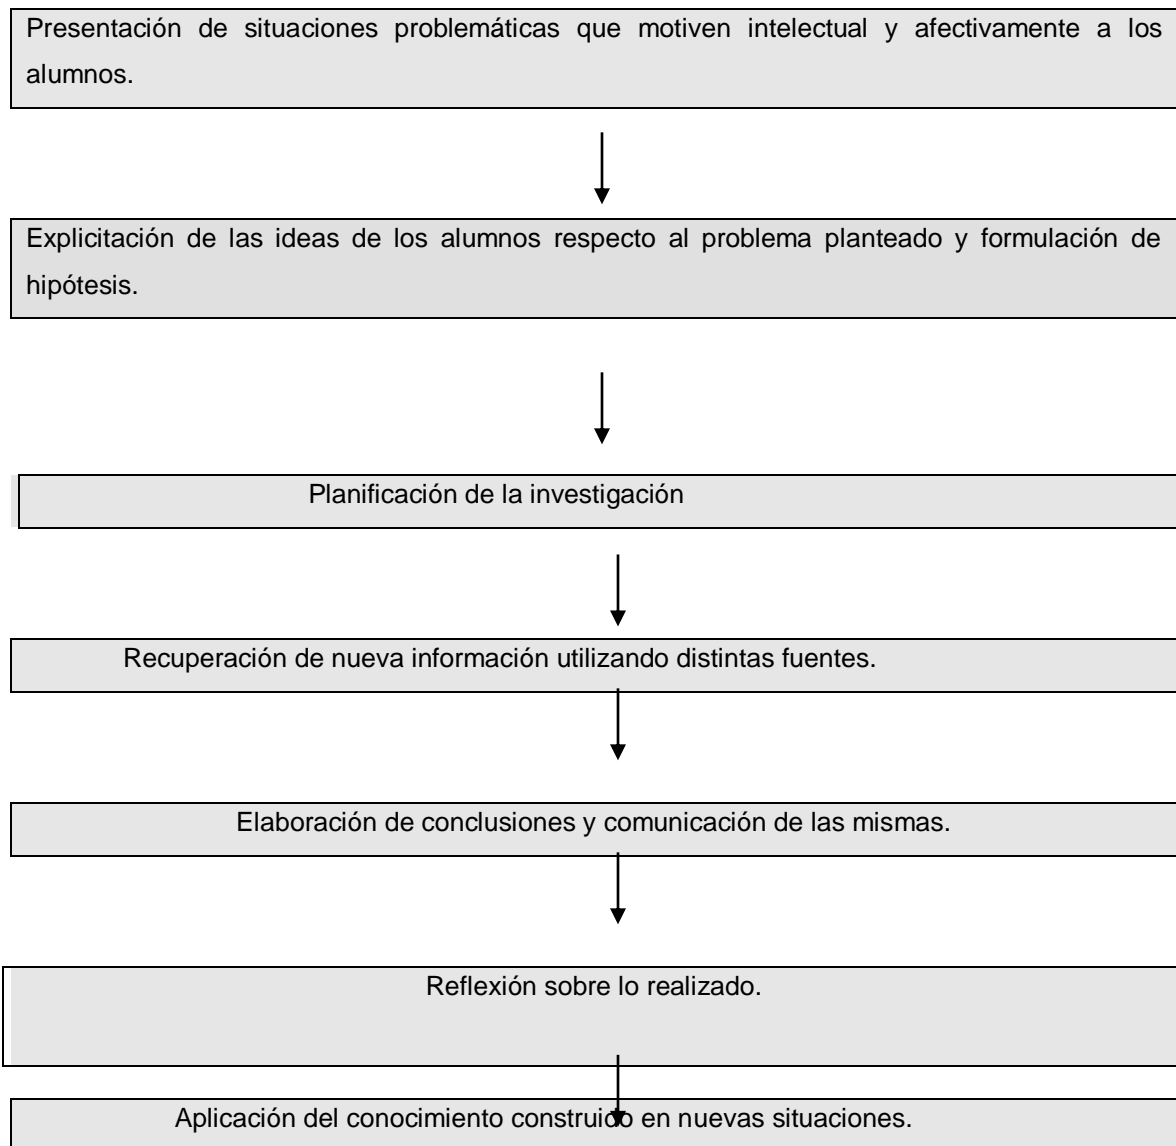 Presentación de situaciones problemáticas que motiven intelectual y afectivamente a los
alumnos.
Explicitación de las ideas de los alumnos respecto al problema planteado y formulación de
hipótesis.
Planificación de la investigación
Recuperación de nueva información utilizando distintas fuentes.
Elaboración de conclusiones y comunicación de las mismas.
Reflexión sobre lo realizado.
Aplicación del conocimiento construido en nuevas situaciones.